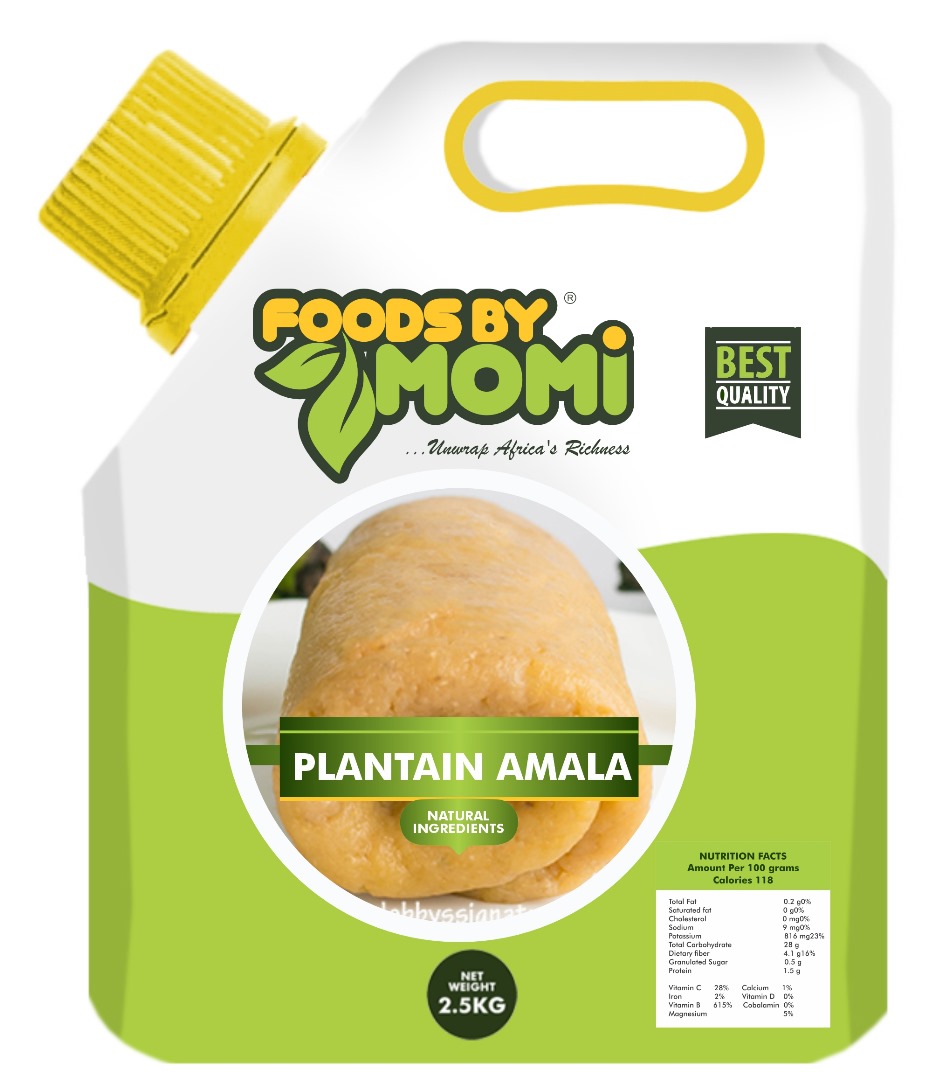 FOODS BY ®
MOMi
...Unwrap Africa's Richness
BEST
QUALITY
PLANTAIN AMALA
NATURAL
INGREDIENTS
NET
WEIGHT
2.5KG
NUTRITION FACTS
Amount Per 100 grams
Calories 118
Total Fat 0.2 g0%
Saturated fat 0 g0%
Cholesterol 0 mg0%
Sodium 9 mg0%
Potassium 816 mg23%
Total Carbohydrate 28 g
Dietary fiber 4.1 g16%
Granulated Sugar 0.5 g
Protein 1.5 g
Vitamin C 28% Calcium 1%
Iron 2% Vitamin D 0%
Vitamin B 615% Cobalamin 0%
Magnesium 5%